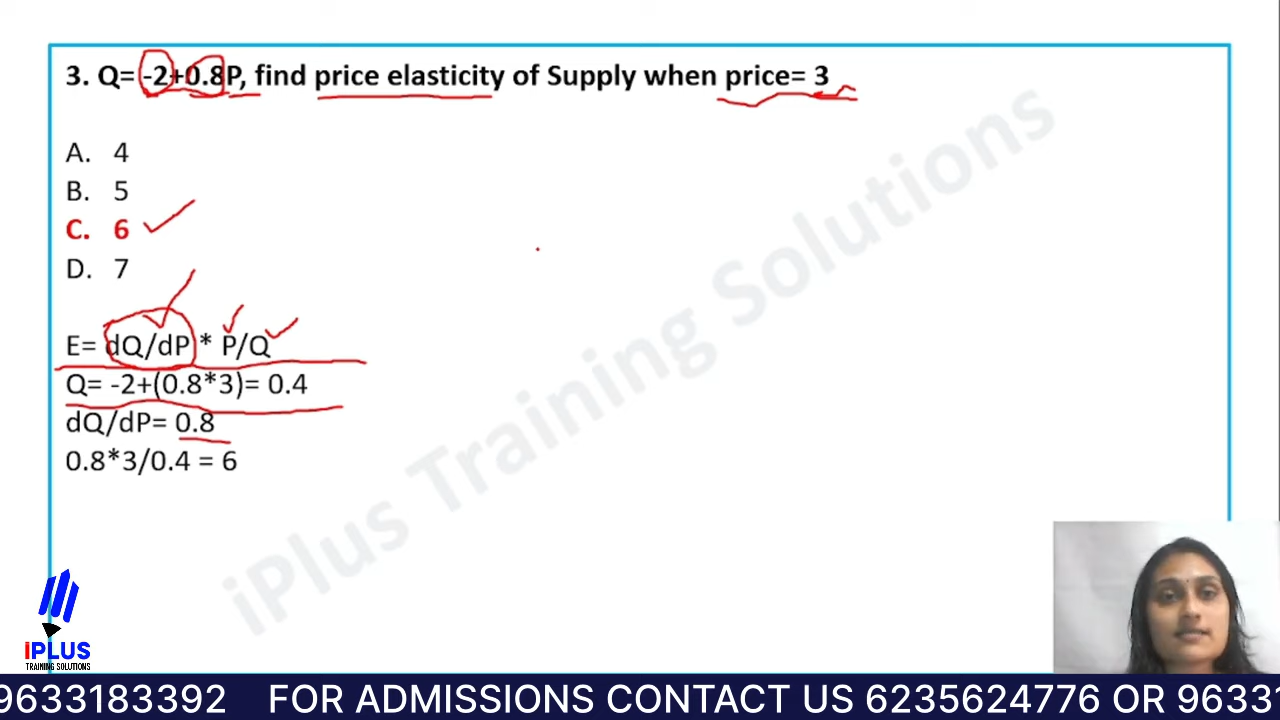 3. Q= -2+0.8P, find price elasticity of Supply when price= 3
A. 4
B. 5
C. 6
D. 7
E= dQ/dP * P/Q
Q= -2+(0.8*3)= 0.4
dQ/dP= 0.8
0.8*3/0.4 = 6
iPlus Training Solutions
iPLUS
TRAINING SOLUTIONS
9633183392 FOR ADMISSIONS CONTACT US 6235624776 OR 9633